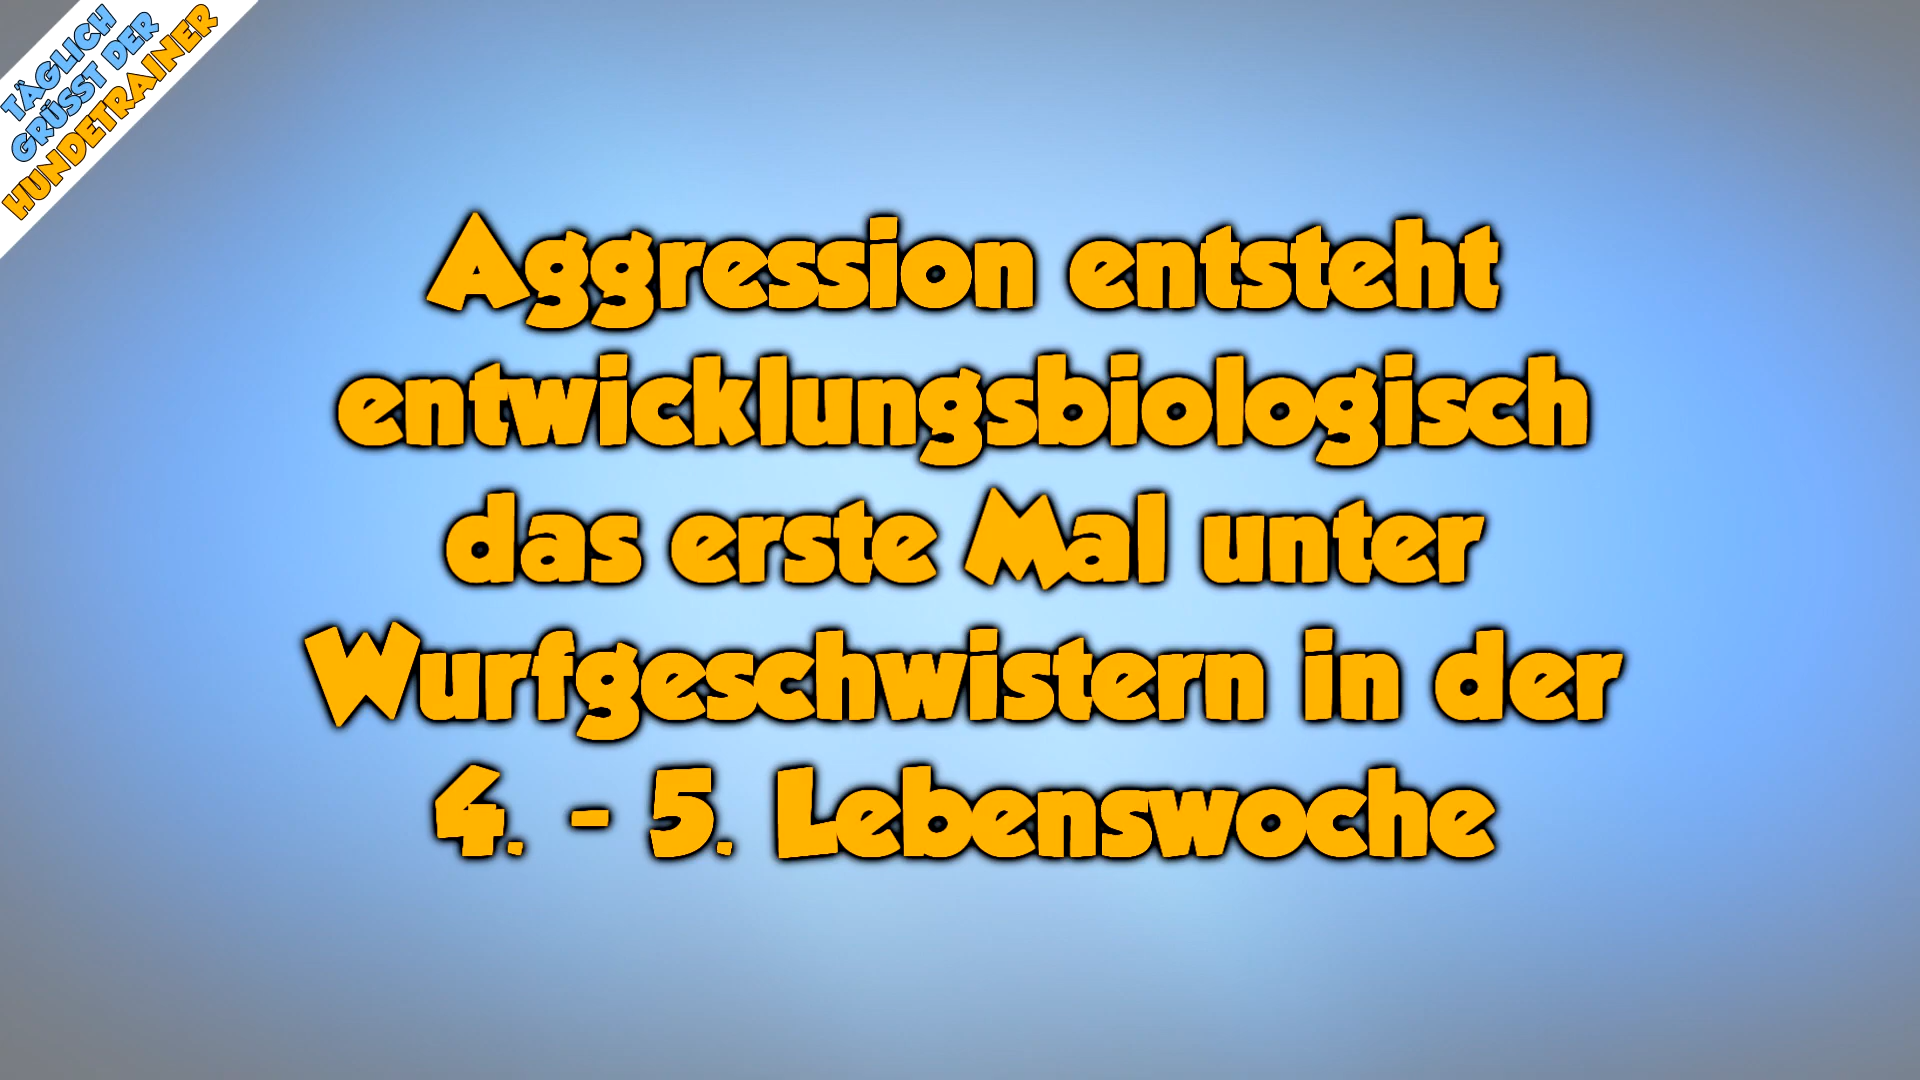 TÄGLICH
GRÜSST DER
HUNDETRAINER
Aggression entsteht
entwicklungsbiologisch
das erste Mal unter
Wurfgeschwistern in der
4. - 5. Lebenswoche